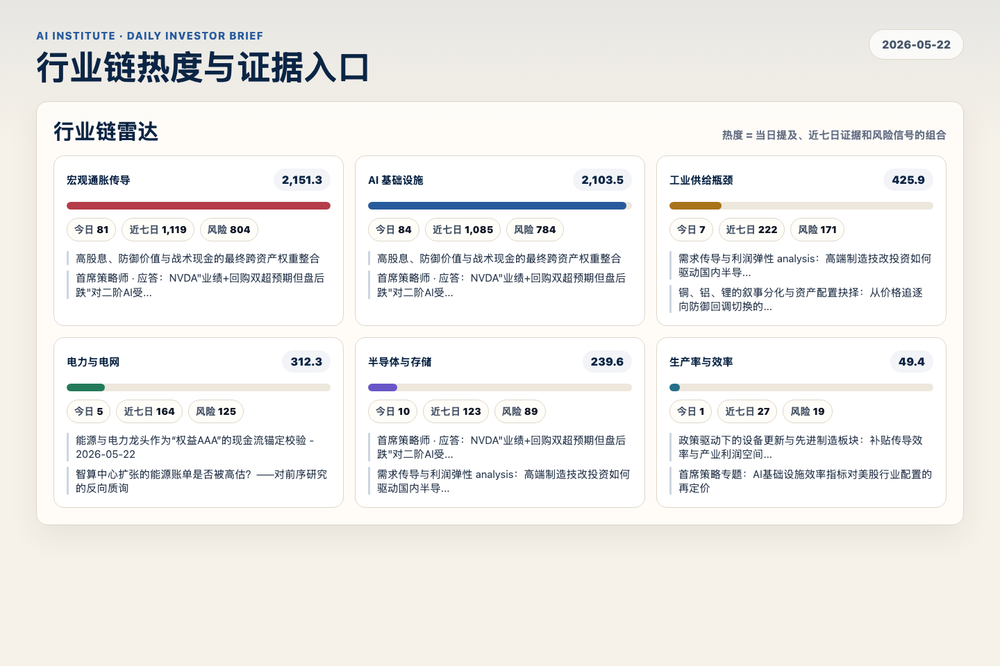 AI INSTITUTE · DAILY INVESTOR BRIEF
行业链热度与证据入口
2026-05-22
行业链雷达
热度 = 当日提及、近七日证据和风险信号的组合
宏观通胀传导
2,151.3
今日 81
近七日 1,119
风险 804
高股息、防御价值与战术现金的最终跨资产权重整合
首席策略师 · 应答：NVDA"业绩+回购双超预期但盘后
跌"对二阶AI受...
AI 基础设施
2,103.5
今日 84
近七日 1,085
风险 784
高股息、防御价值与战术现金的最终跨资产权重整合
首席策略师 · 应答：NVDA"业绩+回购双超预期但盘后
跌"对二阶AI受...
工业供给瓶颈
425.9
今日 7
近七日 222
风险 171
需求传导与利润弹性 analysis：高端制造技改投资如何
驱动国内半导...
铜、铝、锂的叙事分化与资产配置抉择：从价格追逐
向防御回调切换的...
电力与电网
312.3
今日 5
近七日 164
风险 125
能源与电力龙头作为“权益AAA”的现金流锚定校验 -
2026-05-22
智算中心扩张的能源账单是否被高估？——对前序研究
的反向质询
半导体与存储
239.6
今日 10
近七日 123
风险 89
首席策略师 · 应答：NVDA"业绩+回购双超预期但盘后
跌"对二阶AI受...
需求传导与利润弹性 analysis：高端制造技改投资如何
驱动国内半导...
生产率与效率
49.4
今日 1
近七日 27
风险 19
政策驱动下的设备更新与先进制造板块：补贴传导效
率与产业利润空间...
首席策略专题：AI基础设施效率指标对美股行业配置的
再定价